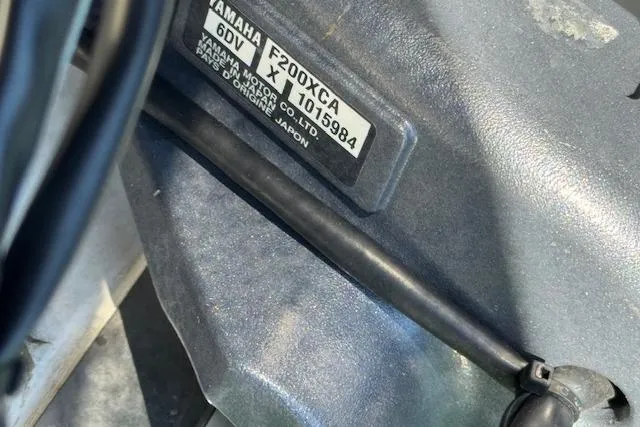 YAMAHA F200XCA
6DV X 1015984
YAMAHA MOTOR CO.,LTD.
MADE IN JAPAN
PAYS D'ORIGINE JAPON